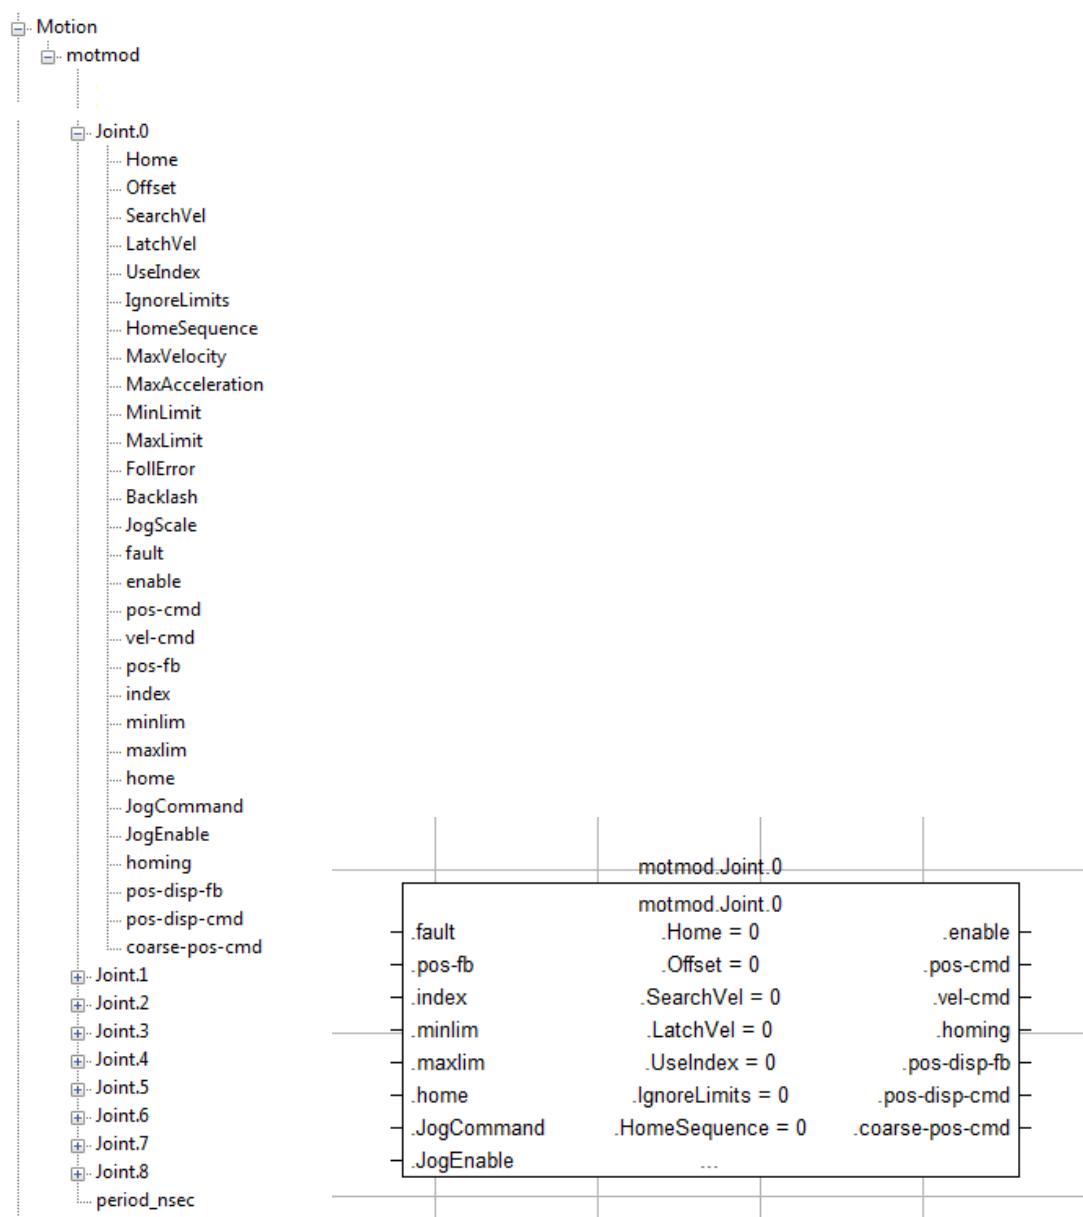 Motion
motmod
Joint.0
Home
Offset
SearchVel
LatchVel
UseIndex
IgnoreLimits
HomeSequence
MaxVelocity
MaxAcceleration
MinLimit
MaxLimit
FollError
Backlash
JogScale
fault
enable
pos-cmd
vel-cmd
pos-fb
index
minlim
maxlim
home
JogCommand
JogEnable
homing
pos-disp-fb
pos-disp-cmd
coarse-pos-cmd
Joint.1
Joint.2
Joint.3
Joint.4
Joint.5
Joint.6
Joint.7
Joint.8
period_nsec
motmod.Joint.0
motmod.Joint.0
.fault .Home = 0 .enable
.pos-fb .Offset = 0 .pos-cmd
.index .SearchVel = 0 .vel-cmd
.minlim .LatchVel = 0 .homing
.maxlim .UseIndex = 0 .pos-disp-fb
.home .IgnoreLimits = 0 .pos-disp-cmd
.JogCommand .HomeSequence = 0 .coarse-pos-cmd
.JogEnable ...